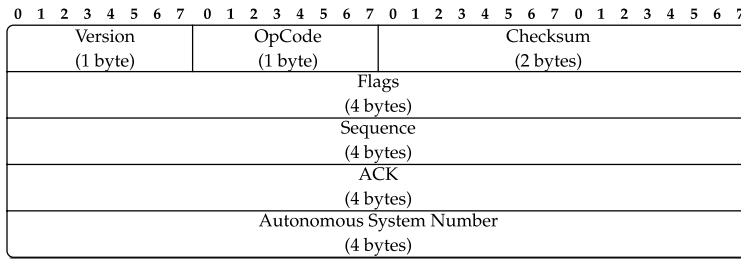 0 1 2 3 4 5 6 7 0 1 2 3 4 5 6 7 0 1 2 3 4 5 6 7 0 1 2 3 4 5 6 7
Version OpCode Checksum
(1 byte) (1 byte) (2 bytes)
Flags
(4 bytes)
Sequence
(4 bytes)
ACK
(4 bytes)
Autonomous System Number
(4 bytes)